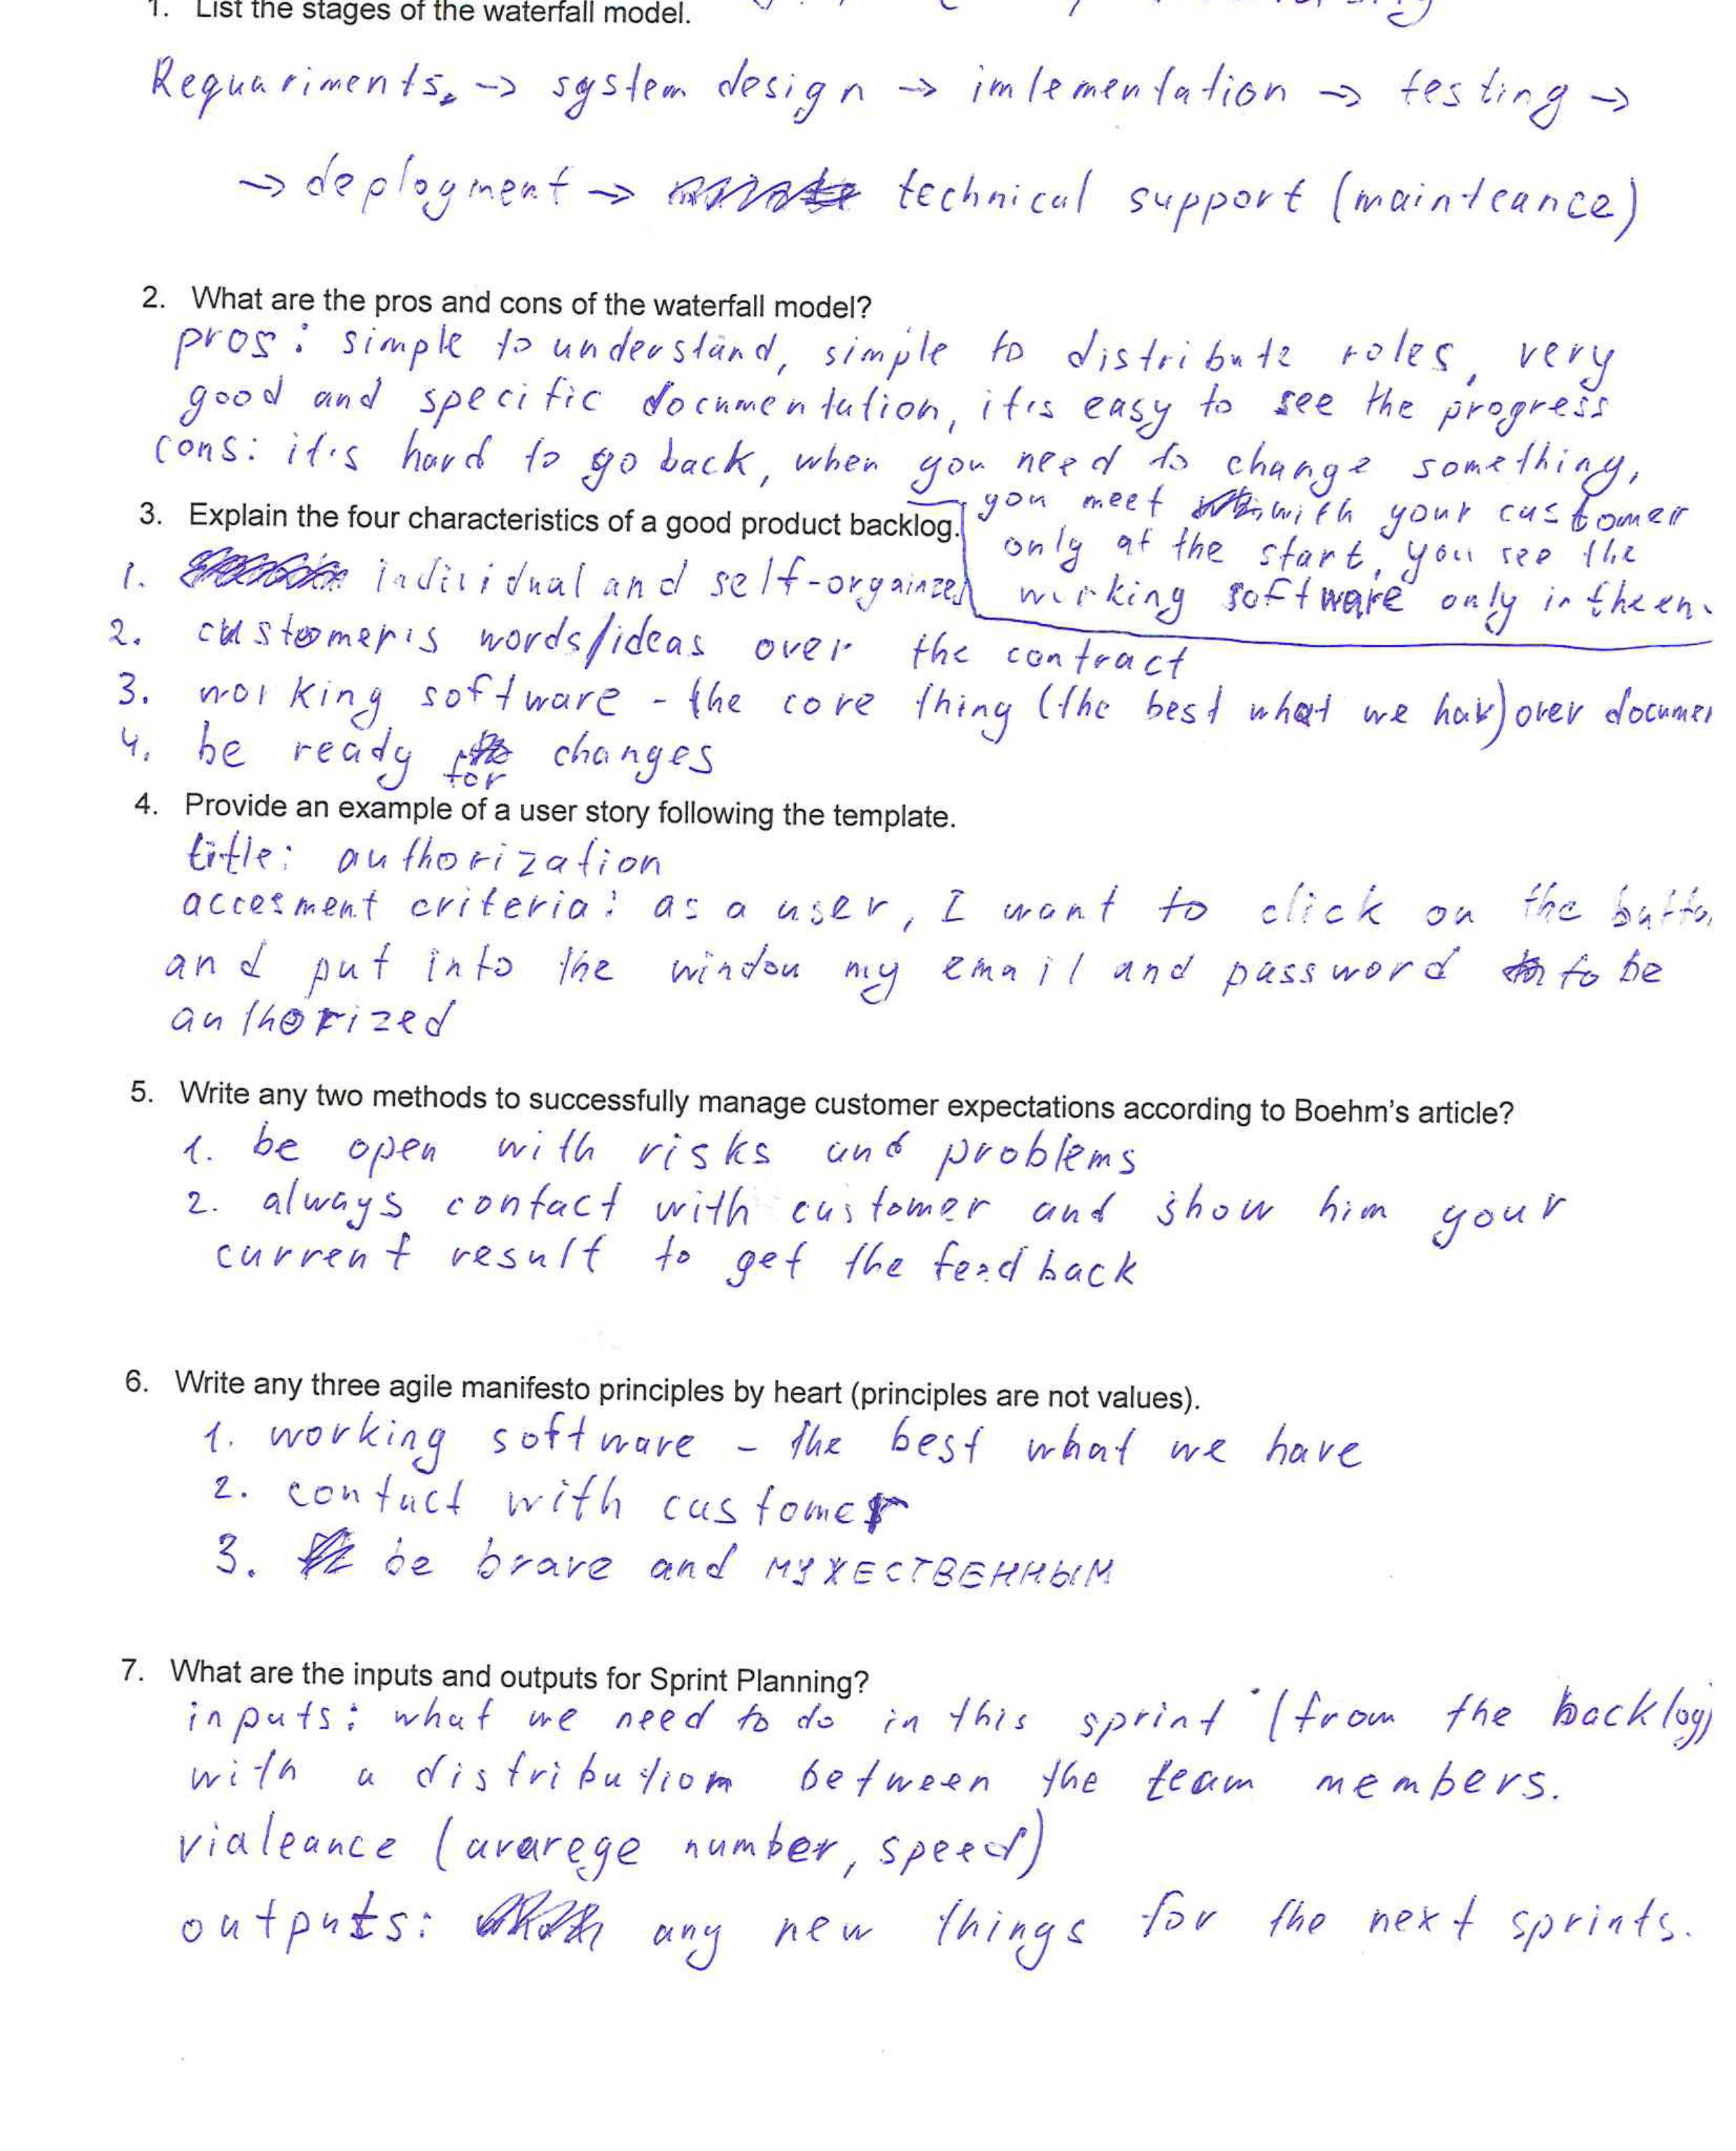 1. List the stages of the waterfall model.
Requariments, -> system design -> imlementation -> testing ->
-> deployment -> technical support (mainteance)
2. What are the pros and cons of the waterfall model?
pros: simple to understand, simple to distribute roles, very
good and specific documentation, it's easy to see the progress
cons: it's hard to go back, when you need to change something,
you meet with your customer
only at the start, you see the
working software only in the en
3. Explain the four characteristics of a good product backlog.
1. individual and self-orgainzed
2. customer's words/ideas over the contract
3. working software - the core thing (the best what we hav) over documen
4. be ready for changes
4. Provide an example of a user story following the template.
title: authorization
accesment criteria: as a user, I want to click on the butto
and put into the window my email and password to be
authorized
5. Write any two methods to successfully manage customer expectations according to Boehm's article?
1. be open with risks and problems
2. always contact with customer and show him your
current result to get the feedback
6. Write any three agile manifesto principles by heart (principles are not values).
1. working software - the best what we have
2. contact with customer
3. be brave and МУЖЕСТВЕННЫМ
7. What are the inputs and outputs for Sprint Planning?
inputs: what we need to do in this sprint (from the backlog)
with a distribution between the team members.
vialeance (avarege number, speed)
outputs: any new things for the next sprints.